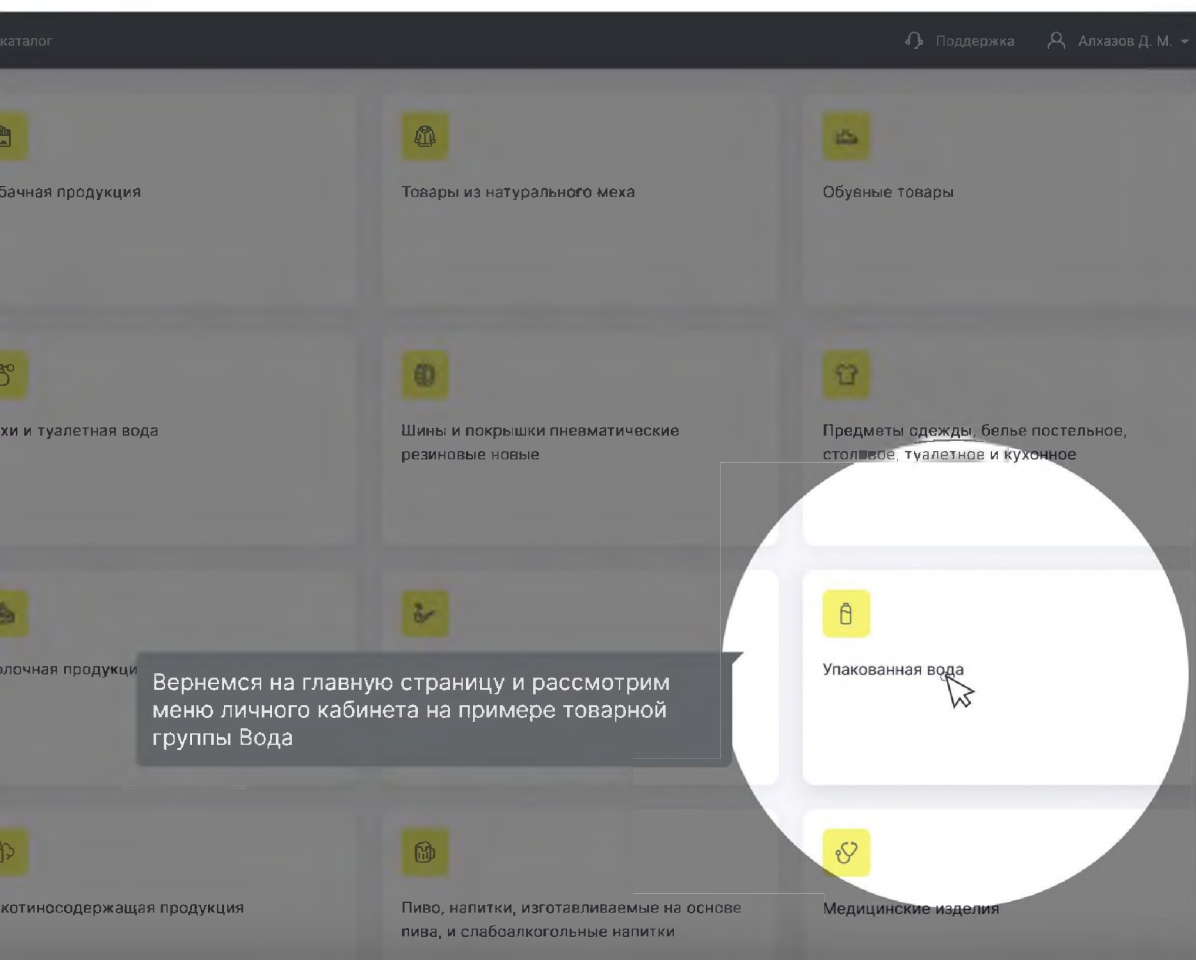 каталог
Поддержка
Алхазов Д. М.
бачная продукция
Товары из натурального меха
Обувные товары
хи и туалетная вода
Шины и покрышки пневматические
резиновые новые
Предметы одежды, белье постельное,
столовое, туалетное и кухонное
олочная продукци
Упакованная вода
Вернемся на главную страницу и рассмотрим
меню личного кабинета на примере товарной
группы Вода
котиносодержащая продукция
Пиво, напитки, изготавливаемые на основе
пива, и слабоалкогольные напитки
Медицинские изделия